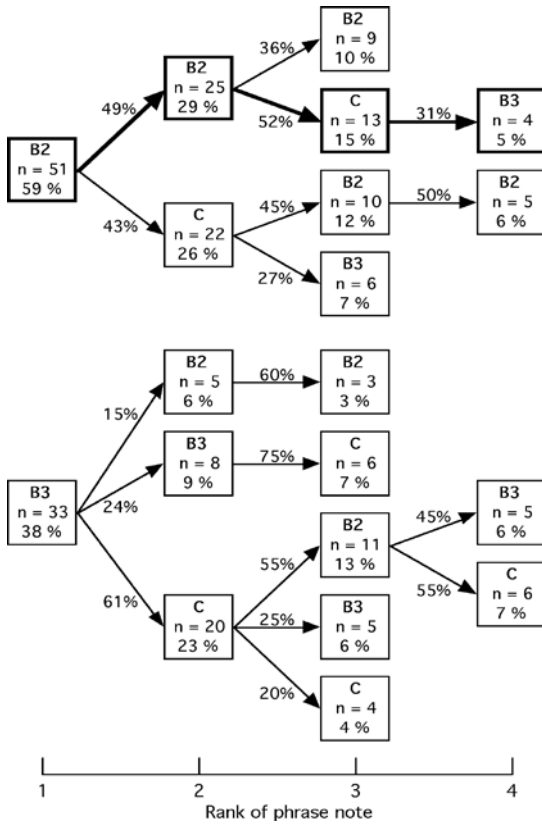 B2
n = 51
59 %
49%
43%
B2
n = 25
29 %
36%
52%
B2
n = 9
10 %
C
n = 13
15 %
31%
B3
n = 4
5 %
C
n = 22
26 %
45%
27%
B2
n = 10
12 %
50%
B2
n = 5
6 %
B3
n = 6
7 %
B3
n = 33
38 %
15%
24%
61%
B2
n = 5
6 %
60%
B2
n = 3
3 %
B3
n = 8
9 %
75%
C
n = 6
7 %
C
n = 20
23 %
55%
25%
20%
B2
n = 11
13 %
45%
55%
B3
n = 5
6 %
C
n = 6
7 %
B3
n = 5
6 %
C
n = 4
4 %
1 2 3 4
Rank of phrase note